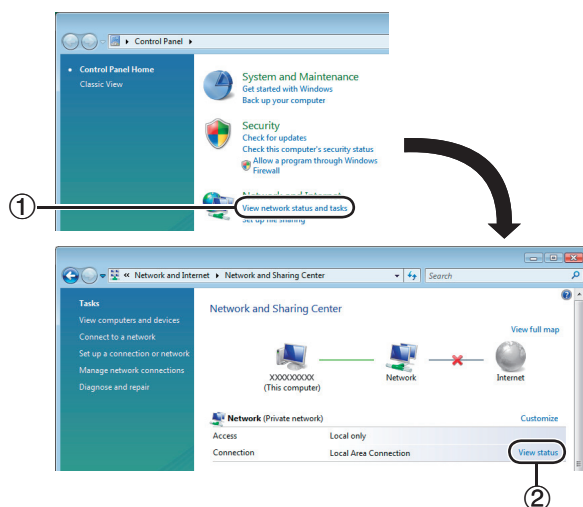 Control Panel
Control Panel Home
Classic View
System and Maintenance
Get started with Windows
Back up your computer
Security
Check for updates
Check this computer's security status
Allow a program through Windows
Firewall
Network and Internet
① View network status and tasks
Set up file sharing
« Network and Internet ▸ Network and Sharing Center
Search
Tasks
View computers and devices
Connect to a network
Set up a connection or network
Manage network connections
Diagnose and repair
Network and Sharing Center
View full map
XXXXXXXXX
(This computer)
Network
Internet
Network (Private network)
Customize
Access Local only
Connection Local Area Connection View status
②